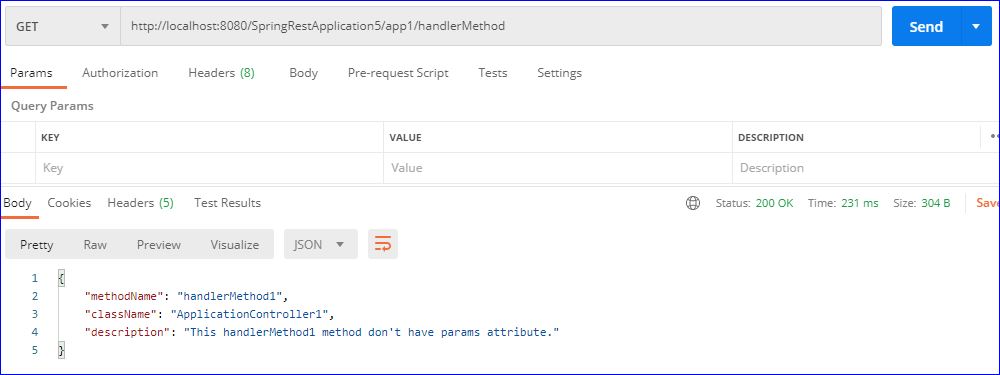 GET http://localhost:8080/SpringRestApplication5/app1/handlerMethod Send
Params Authorization Headers (8) Body Pre-request Script Tests Settings
Query Params
KEY VALUE DESCRIPTION
Key Value Description
Body Cookies Headers (5) Test Results Status: 200 OK Time: 231 ms Size: 304 B Save
Pretty Raw Preview Visualize JSON
1 {
2 "methodName": "handlerMethod1",
3 "className": "ApplicationController1",
4 "description": "This handlerMethod1 method don't have params attribute."
5 }